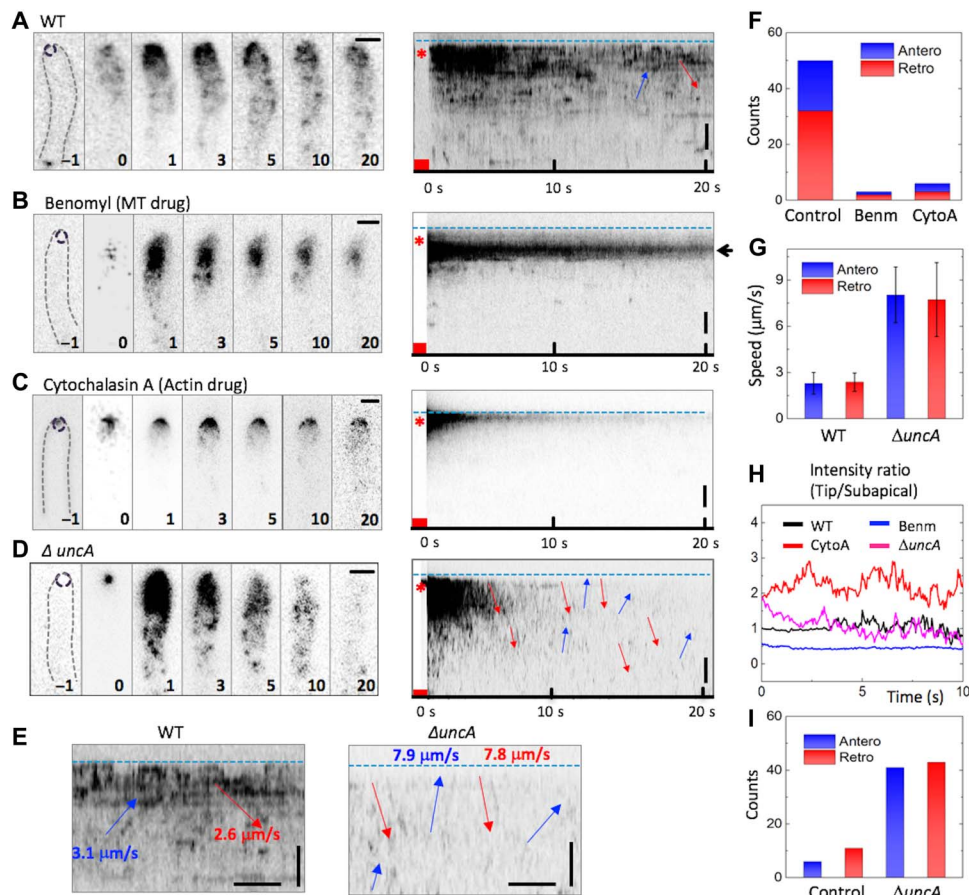 A
WT
−1 0 1 3 5 10 20
*
0 s 10 s 20 s
B
Benomyl (MT drug)
−1 0 1 3 5 10 20
*
0 s 10 s 20 s
C
Cytochalasin A (Actin drug)
−1 0 1 3 5 10 20
*
0 s 10 s 20 s
D
Δ uncA
−1 0 1 3 5 10 20
*
0 s 10 s 20 s
E
WT
3.1 μm/s
2.6 μm/s
ΔuncA
7.9 μm/s 7.8 μm/s
F
60
40
20
0
Counts
Antero
Retro
Control Benm CytoA
G
9
6
3
0
Speed (μm/s)
Antero
Retro
WT ΔuncA
H
Intensity ratio
(Tip/Subapical)
4
3
2
1
0
WT Benm
CytoA ΔuncA
0 5 10
Time (s)
I
60
40
20
0
Counts
Antero
Retro
Control ΔuncA